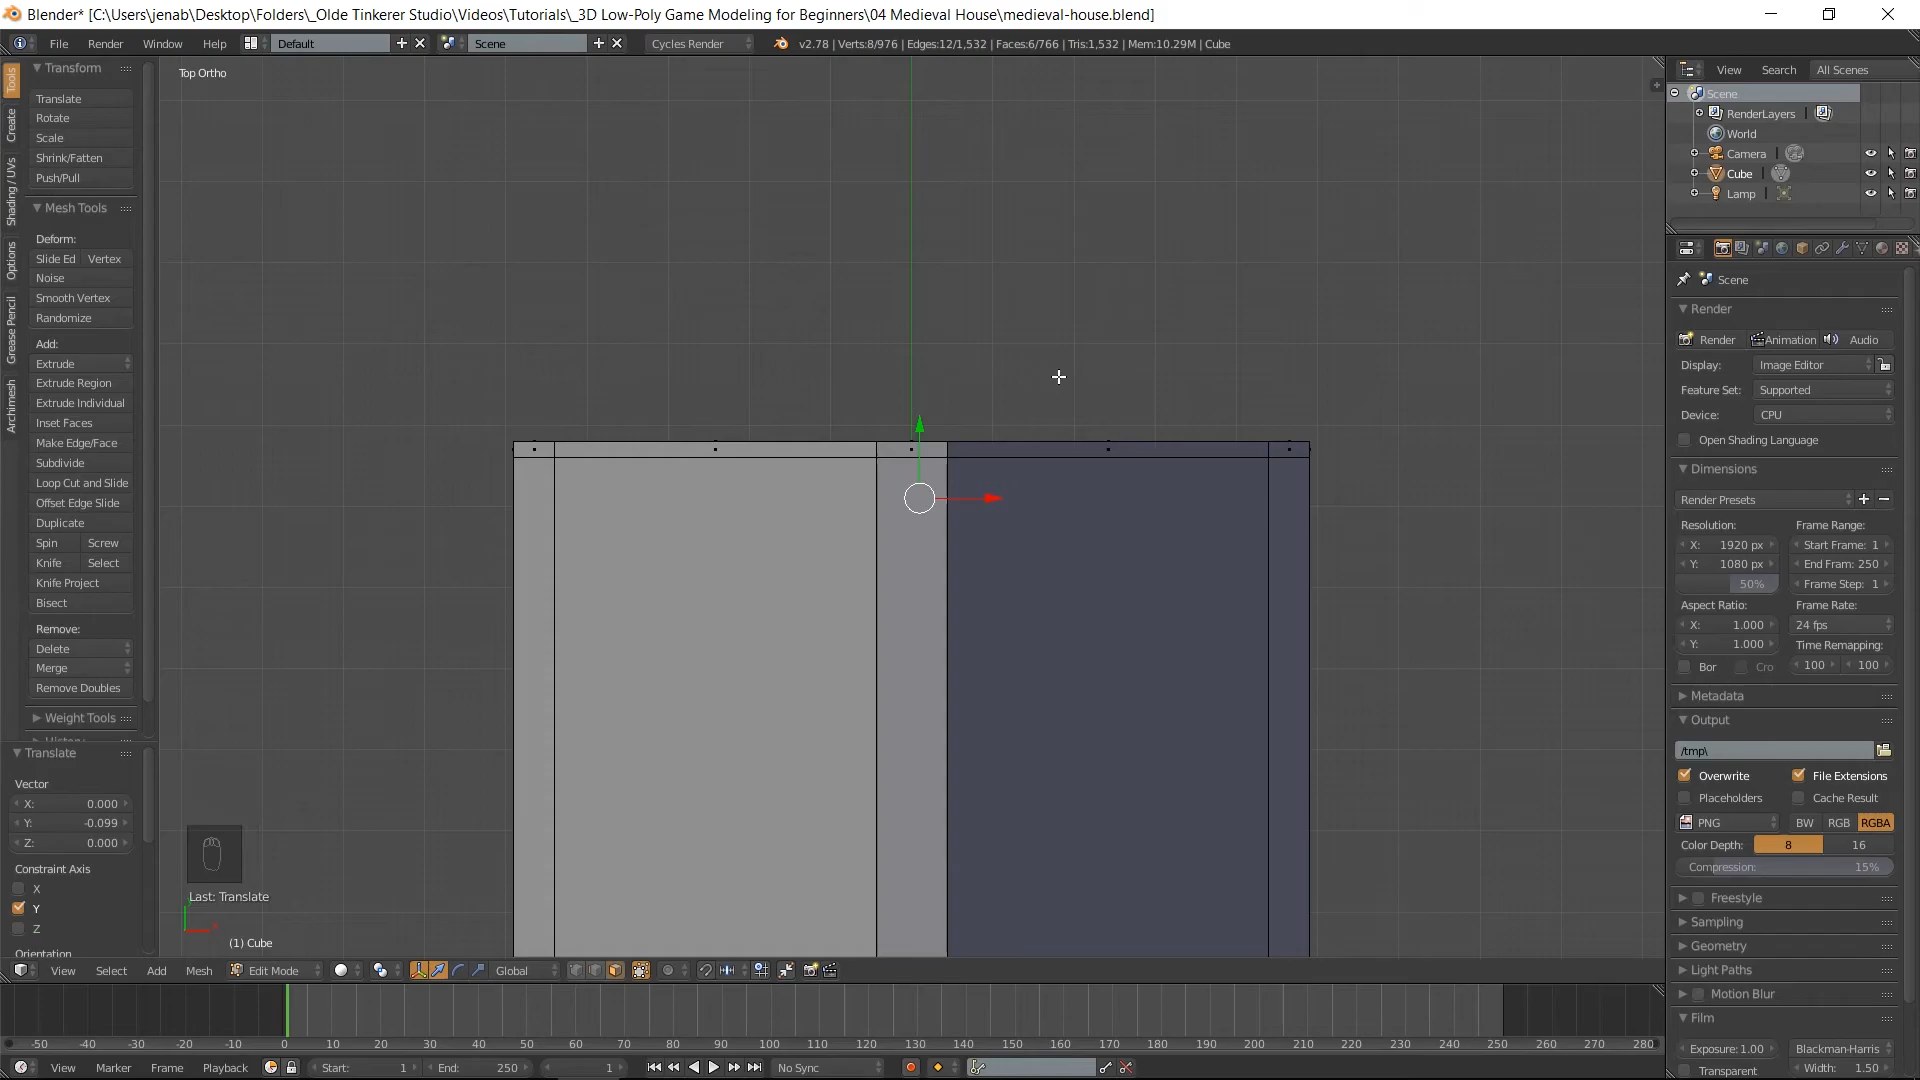 Blender* [C:\Users\jenab\Desktop\Folders\_Olde Tinkerer Studio\Videos\Tutorials\_3D Low-Poly Game Modeling for Beginners\04 Medieval House\medieval-house.blend]
File Render Window Help Default Scene Cycles Render v2.78 | Verts:8/976 | Edges:12/1,532 | Faces:6/766 | Tris:1,532 | Mem:10.29M | Cube
Tools
Create
Shading / UVs
Options
Grease Pencil
Archimesh
Transform
Translate
Rotate
Scale
Shrink/Fatten
Push/Pull
Mesh Tools
Deform:
Slide Ed Vertex
Noise
Smooth Vertex
Randomize
Add:
Extrude
Extrude Region
Extrude Individual
Inset Faces
Make Edge/Face
Subdivide
Loop Cut and Slide
Offset Edge Slide
Duplicate
Spin Screw
Knife Select
Knife Project
Bisect
Remove:
Delete
Merge
Remove Doubles
Weight Tools
Translate
Vector
X: 0.000
Y: -0.099
Z: 0.000
Constraint Axis
X
Y
Z
Orientation
Top Ortho
Last: Translate
(1) Cube
View Select Add Mesh Edit Mode Global
-50 -40 -30 -20 -10 0 10 20 30 40 50 60 70 80 90 100 110 120 130 140 150 160 170 180 190 200 210 220 230 240 250 260 270 280
View Marker Frame Playback Start: 1 End: 250 1 No Sync
View Search All Scenes
Scene
RenderLayers |
World
Camera |
Cube |
Lamp |
Scene
Render
Render Animation Audio
Display: Image Editor
Feature Set: Supported
Device: CPU
Open Shading Language
Dimensions
Render Presets
Resolution: Frame Range:
X: 1920 px Start Frame: 1
Y: 1080 px End Fram: 250
50% Frame Step: 1
Aspect Ratio: Frame Rate:
X: 1.000 24 fps
Y: 1.000 Time Remapping:
Bor Cro 100 100
Metadata
Output
/tmp\
Overwrite File Extensions
Placeholders Cache Result
PNG BW RGB RGBA
Color Depth: 8 16
Compression: 15%
Freestyle
Sampling
Geometry
Light Paths
Motion Blur
Film
Exposure: 1.00 Blackman-Harris
Transparent Width: 1.50